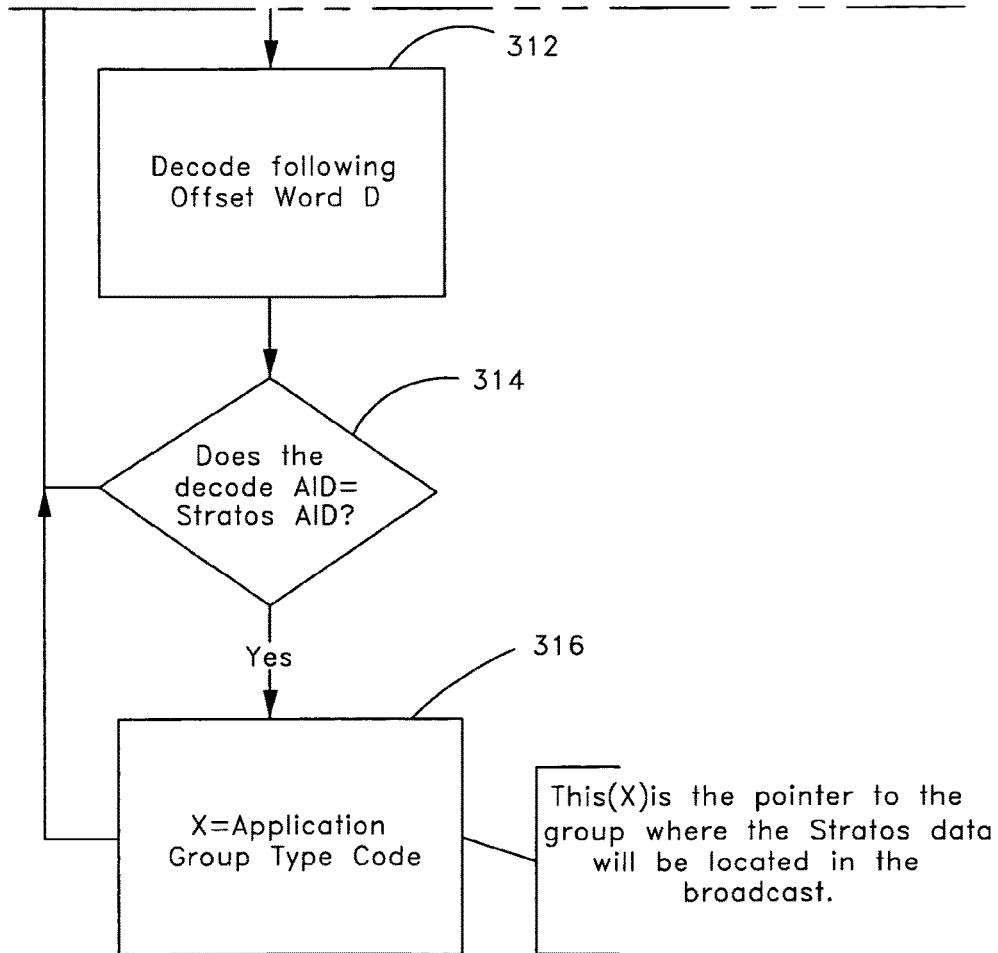 312
Decode following
Offset Word D
314
Does the
decode AID=
Stratos AID?
Yes
316
X=Application
Group Type Code
This(X)is the pointer to the
group where the Stratos data
will be located in the
broadcast.